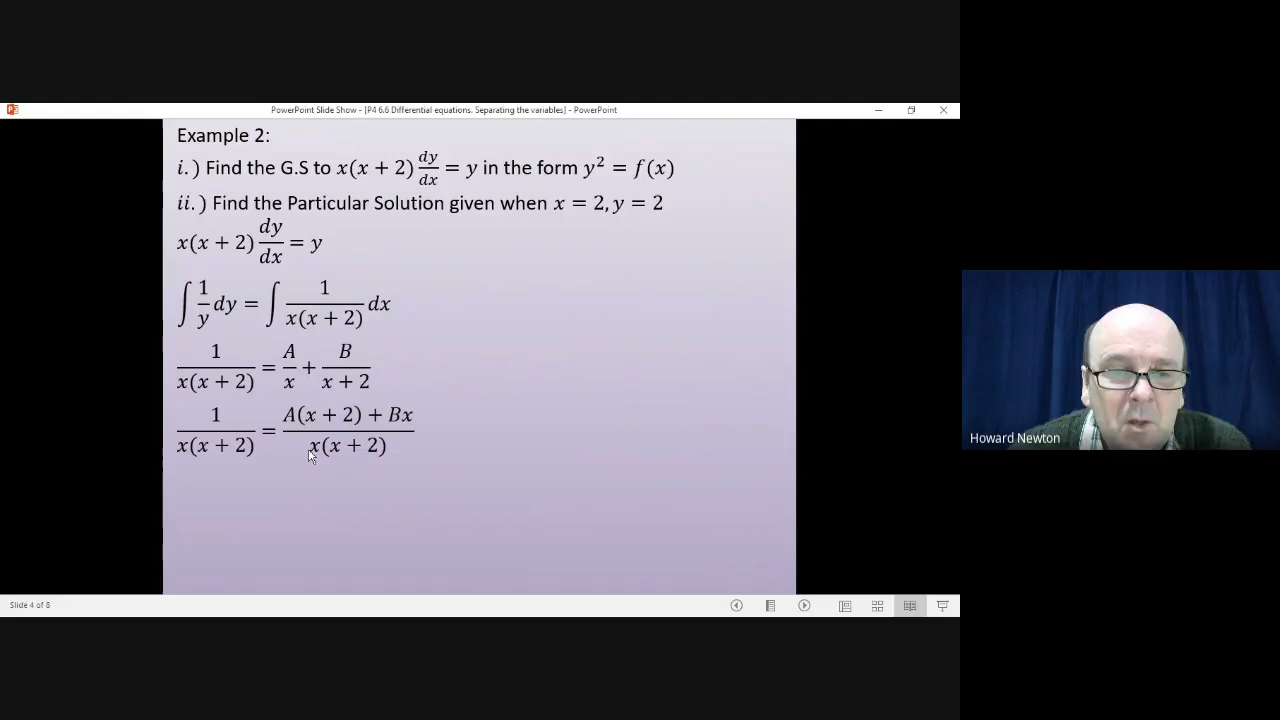 PowerPoint Slide Show - [P4 6.6 Differential equations. Separating the variables] - PowerPoint
Example 2:
i.) Find the G.S to x(x + 2) dy/dx = y in the form y² = f(x)
ii.) Find the Particular Solution given when x = 2, y = 2
x(x + 2) dy/dx = y
∫ 1/y dy = ∫ 1/(x(x + 2)) dx
1/(x(x + 2)) = A/x + B/(x + 2)
1/(x(x + 2)) = (A(x + 2) + Bx)/(x(x + 2))
Howard Newton
Slide 4 of 8